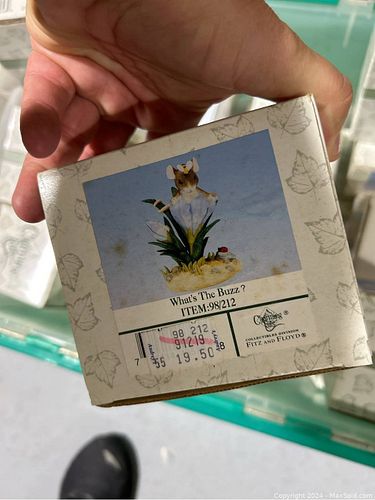 What's The Buzz?
ITEM:98/212
98 212
91219
19.50
COLLECTIBLES DIVISION
FITZ AND FLOYD®
Copyright 2024 - MaxSold.com